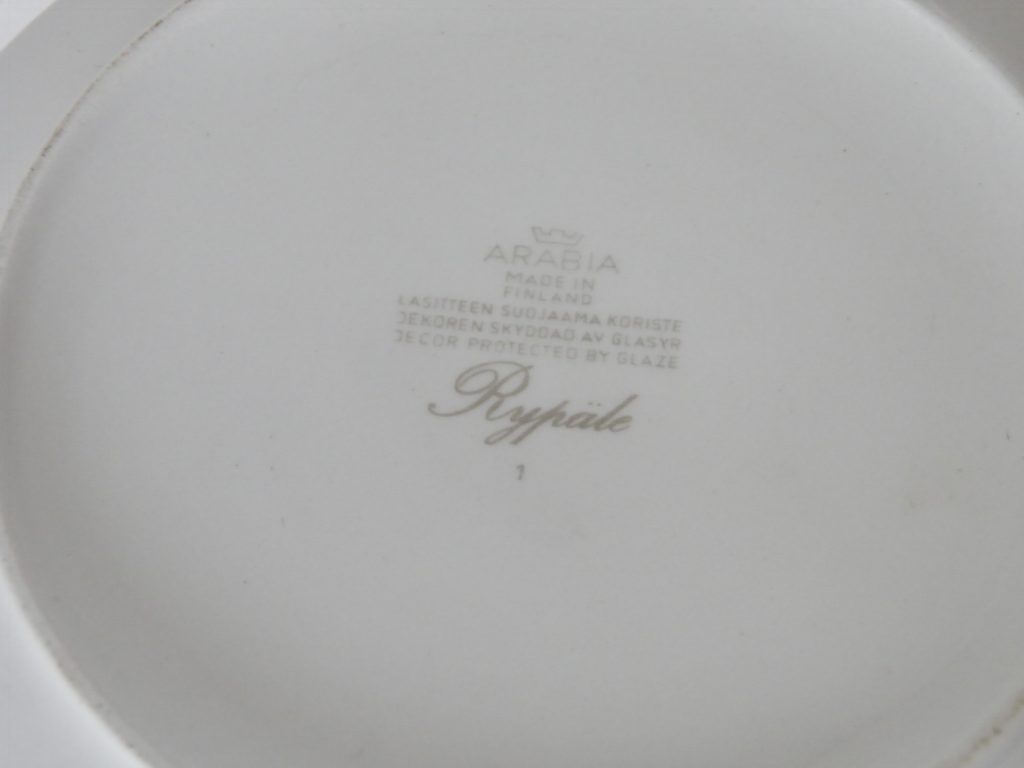 ARABIA
MADE IN
FINLAND
LASITTEEN SUOJAAMA KORISTE
DEKOREN SKYDDAD AV GLASYR
DECOR PROTECTED BY GLAZE
Rypäle
1